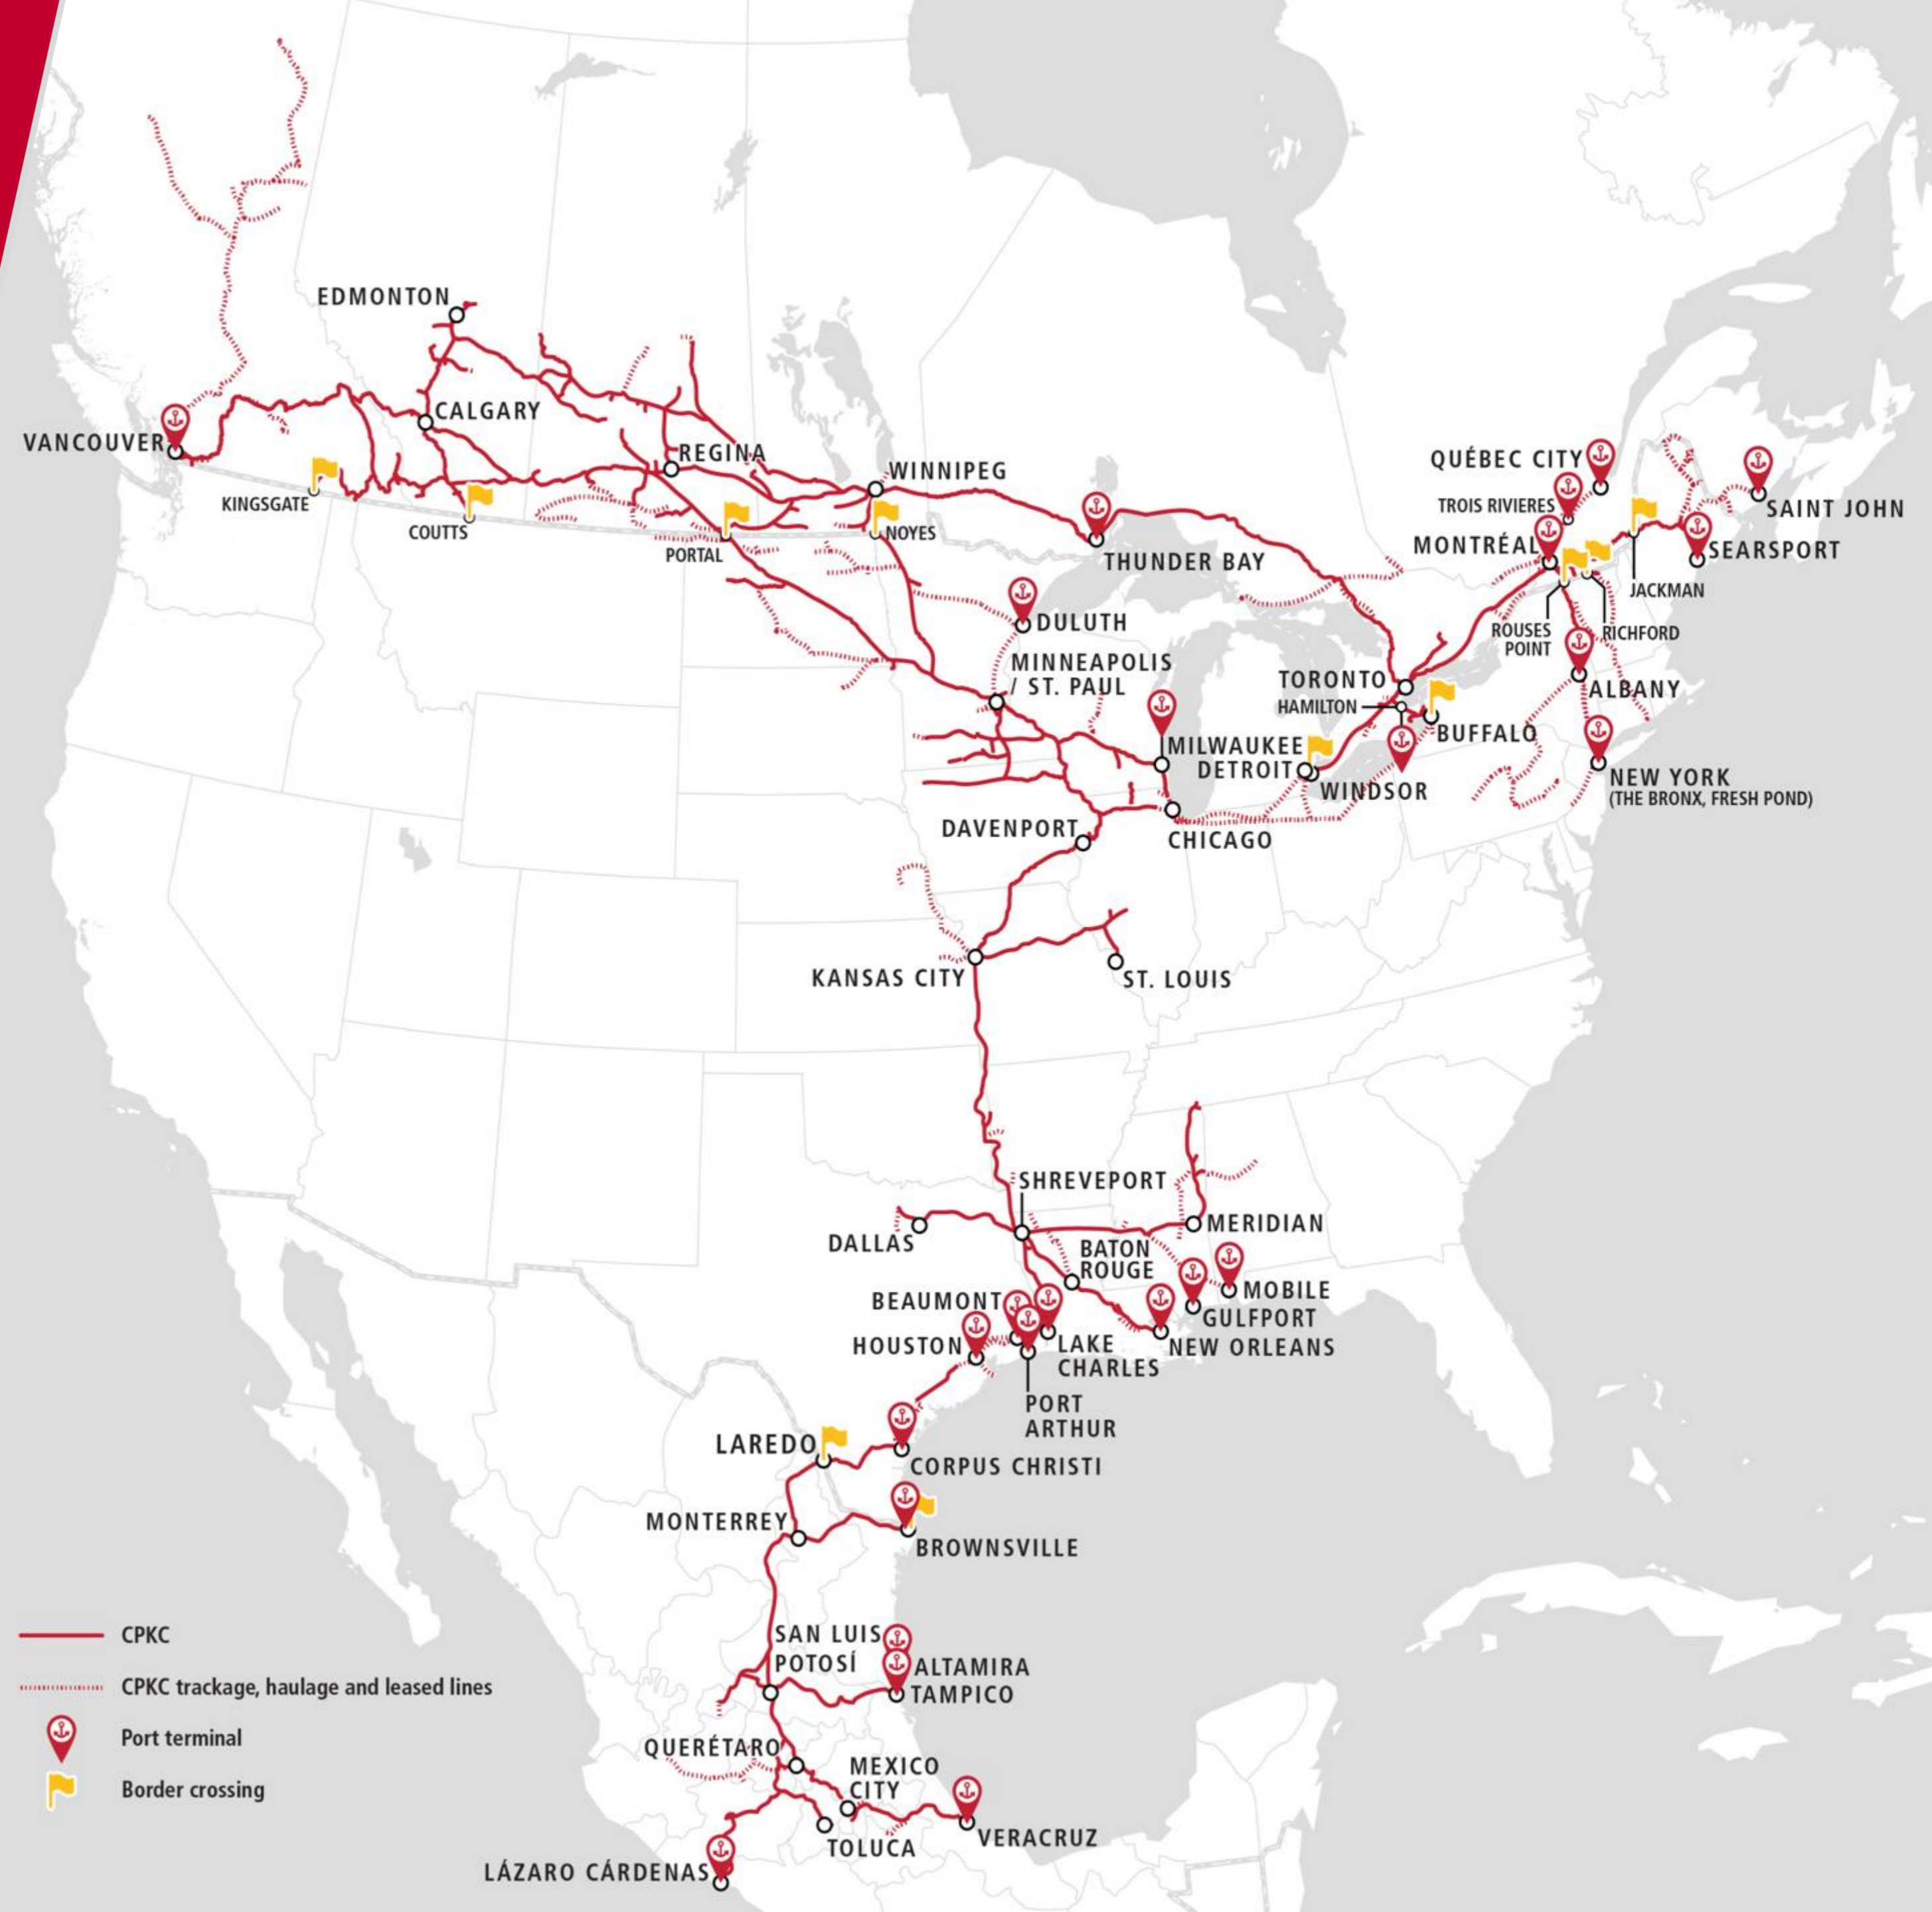 EDMONTON
CALGARY
VANCOUVER
REGINA
WINNIPEG
KINGSGATE
COUTTS
PORTAL
NOYES
THUNDER BAY
QUÉBEC CITY
TROIS RIVIERES
SAINT JOHN
MONTRÉAL
SEARSPORT
JACKMAN
ROUSES
POINT
RICHFORD
DULUTH
MINNEAPOLIS
/ ST. PAUL
TORONTO
HAMILTON
ALBANY
BUFFALO
MILWAUKEE
DETROIT
WINDSOR
NEW YORK
(THE BRONX, FRESH POND)
DAVENPORT
CHICAGO
KANSAS CITY
ST. LOUIS
SHREVEPORT
MERIDIAN
DALLAS
BATON
ROUGE
MOBILE
BEAUMONT
GULFPORT
HOUSTON
LAKE
CHARLES
NEW ORLEANS
PORT
ARTHUR
LAREDO
CORPUS CHRISTI
MONTERREY
BROWNSVILLE
SAN LUIS
POTOSÍ
ALTAMIRA
TAMPICO
QUERÉTARO
MEXICO
CITY
TOLUCA
VERACRUZ
LÁZARO CÁRDENAS
CPKC
CPKC trackage, haulage and leased lines
Port terminal
Border crossing